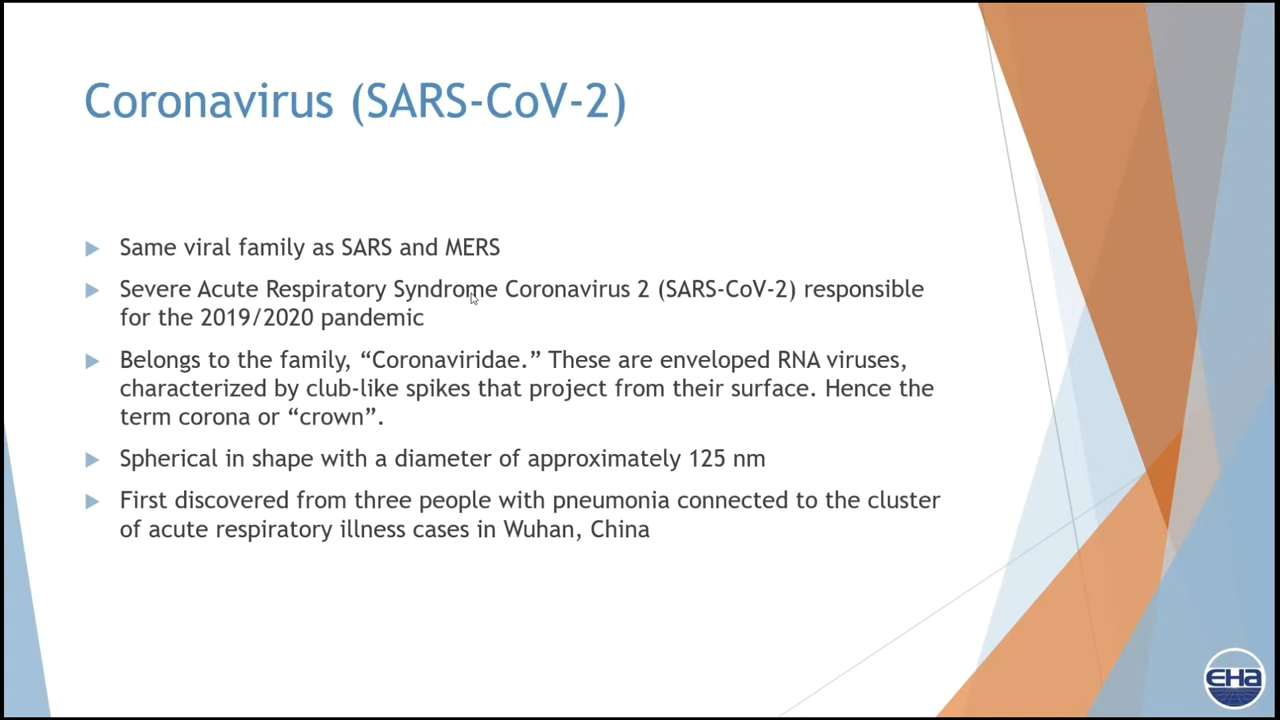 Coronavirus (SARS-CoV-2)
Same viral family as SARS and MERS
Severe Acute Respiratory Syndrome Coronavirus 2 (SARS-CoV-2) responsible
for the 2019/2020 pandemic
Belongs to the family, “Coronaviridae.” These are enveloped RNA viruses,
characterized by club-like spikes that project from their surface. Hence the
term corona or “crown”.
Spherical in shape with a diameter of approximately 125 nm
First discovered from three people with pneumonia connected to the cluster
of acute respiratory illness cases in Wuhan, China
EHa